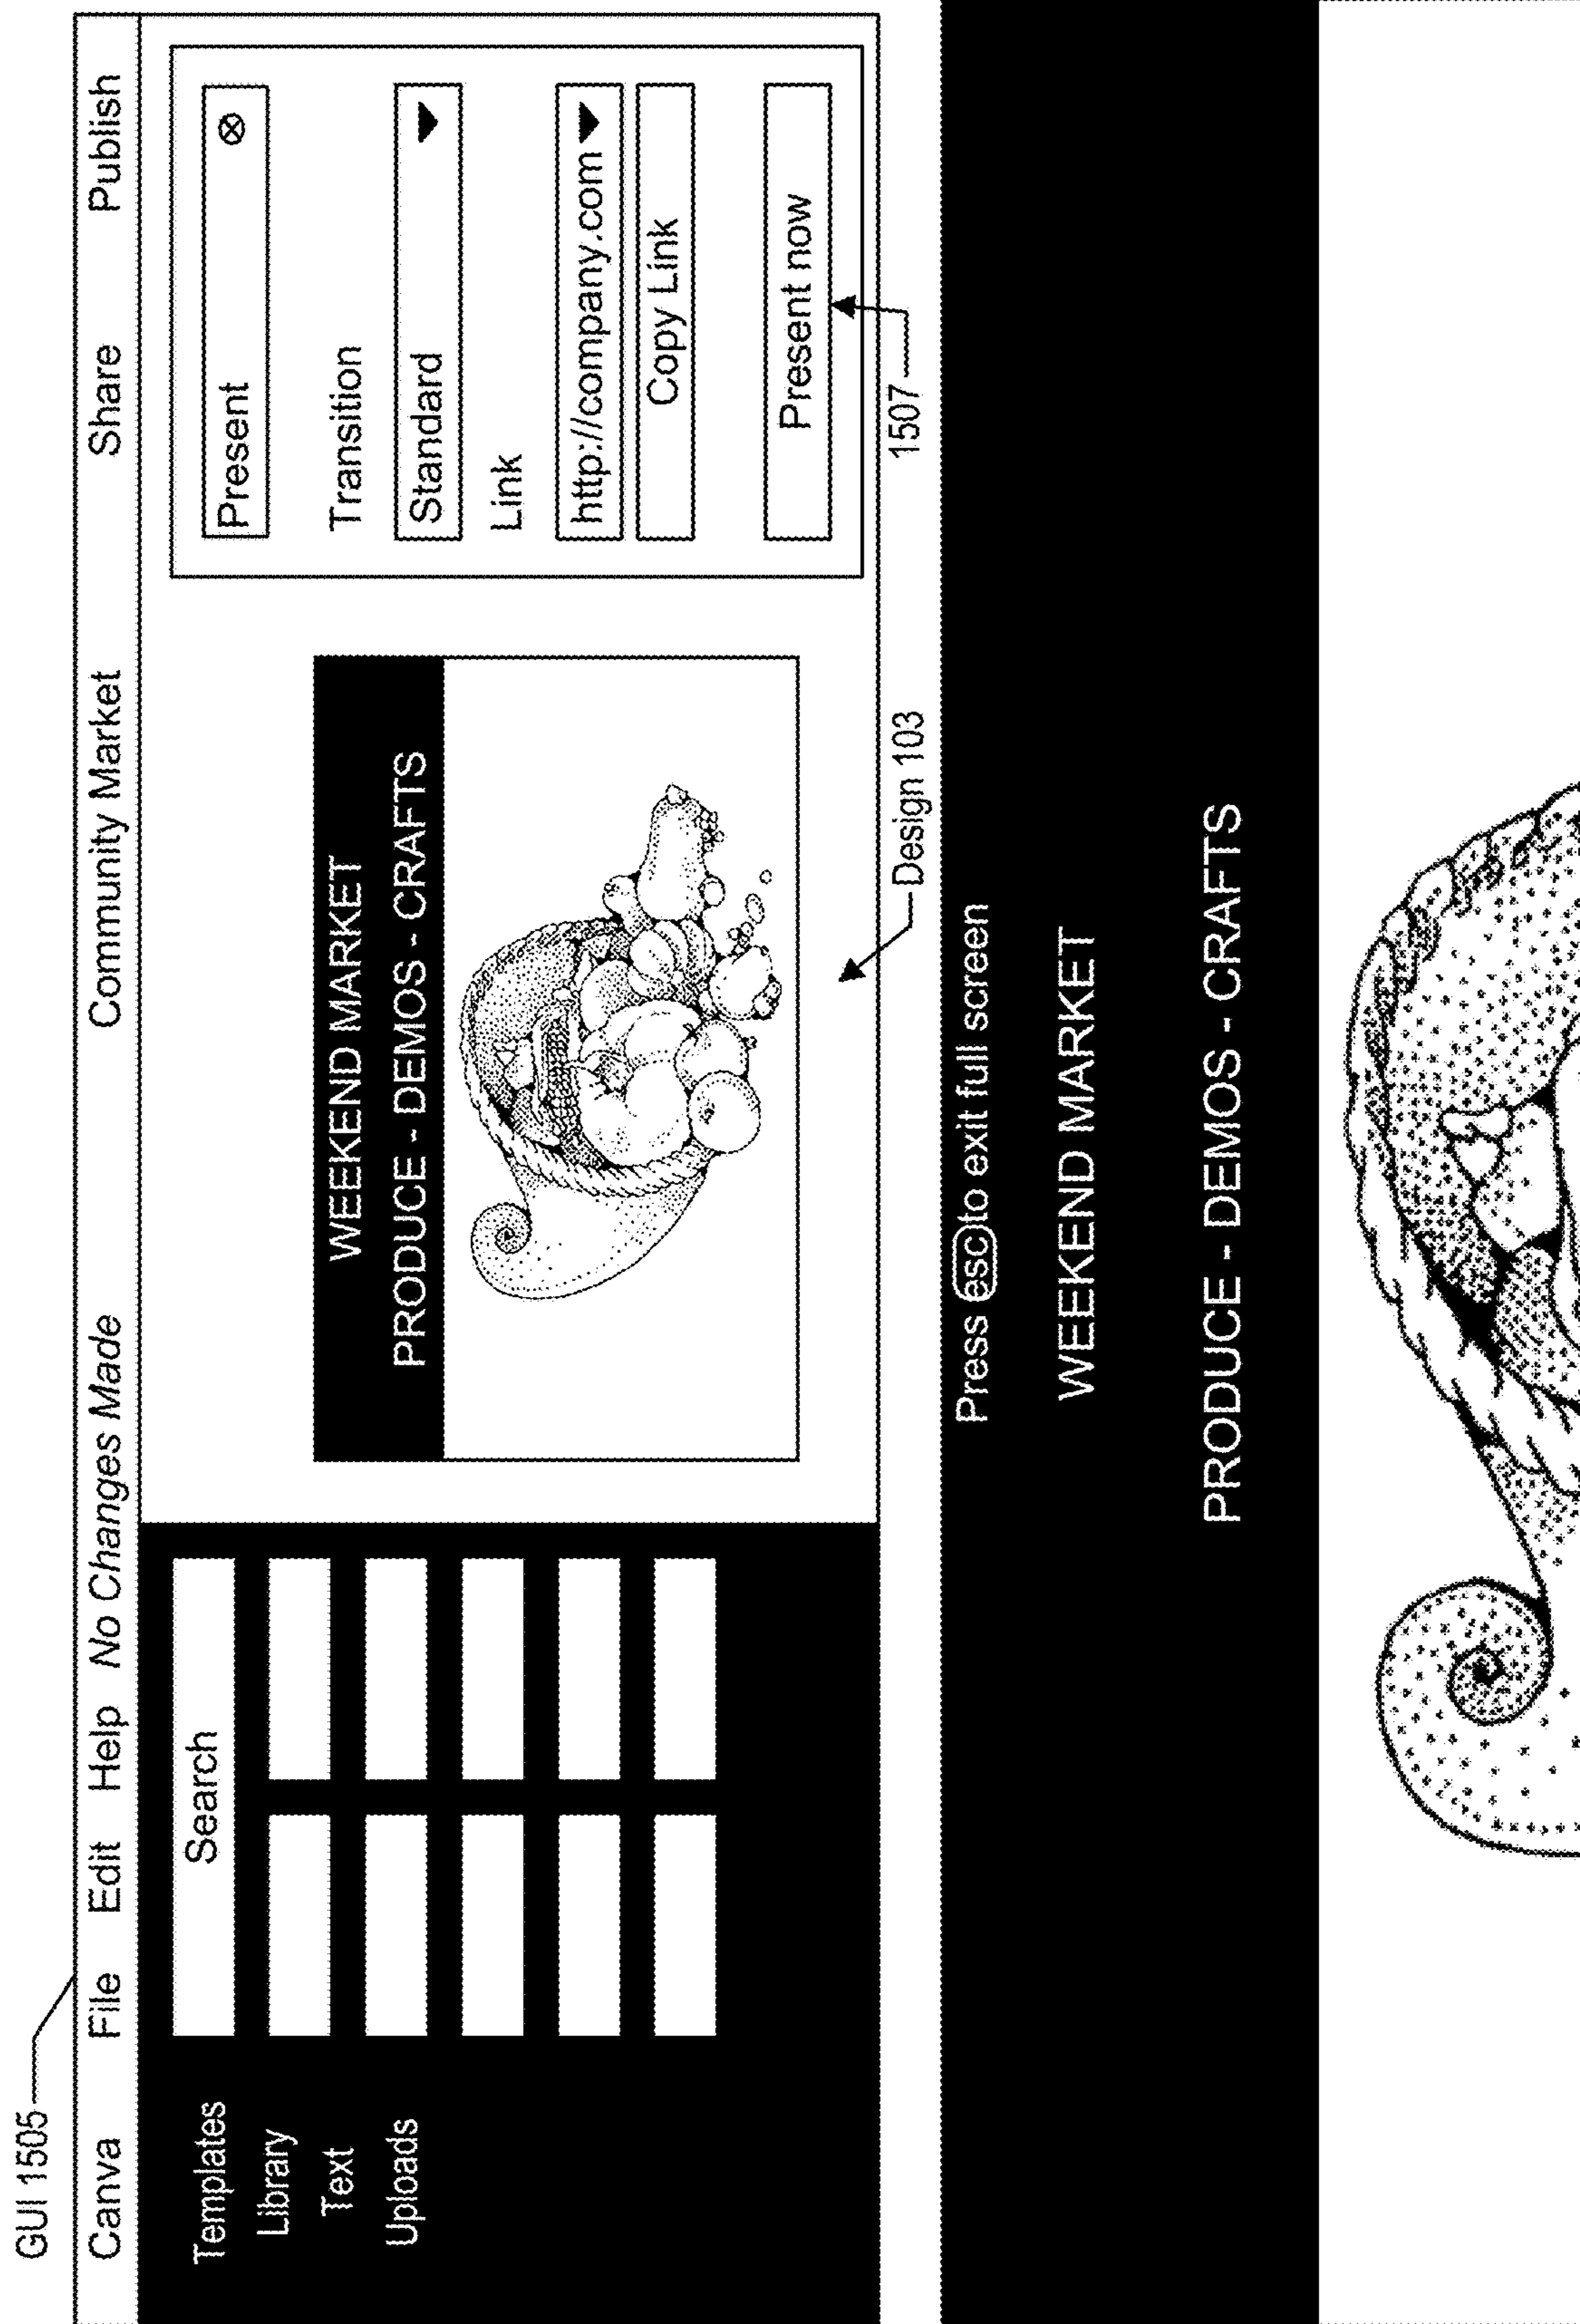 GUI 1505
Canva File Edit Help No Changes Made Community Market Share Publish
Templates
Library
Text
Uploads
Search
WEEKEND MARKET
PRODUCE - DEMOS - CRAFTS
Present
Transition
Standard
Link
http://company.com
Copy Link
Present now
1507
Design 103
Press esc to exit full screen
WEEKEND MARKET
PRODUCE - DEMOS - CRAFTS